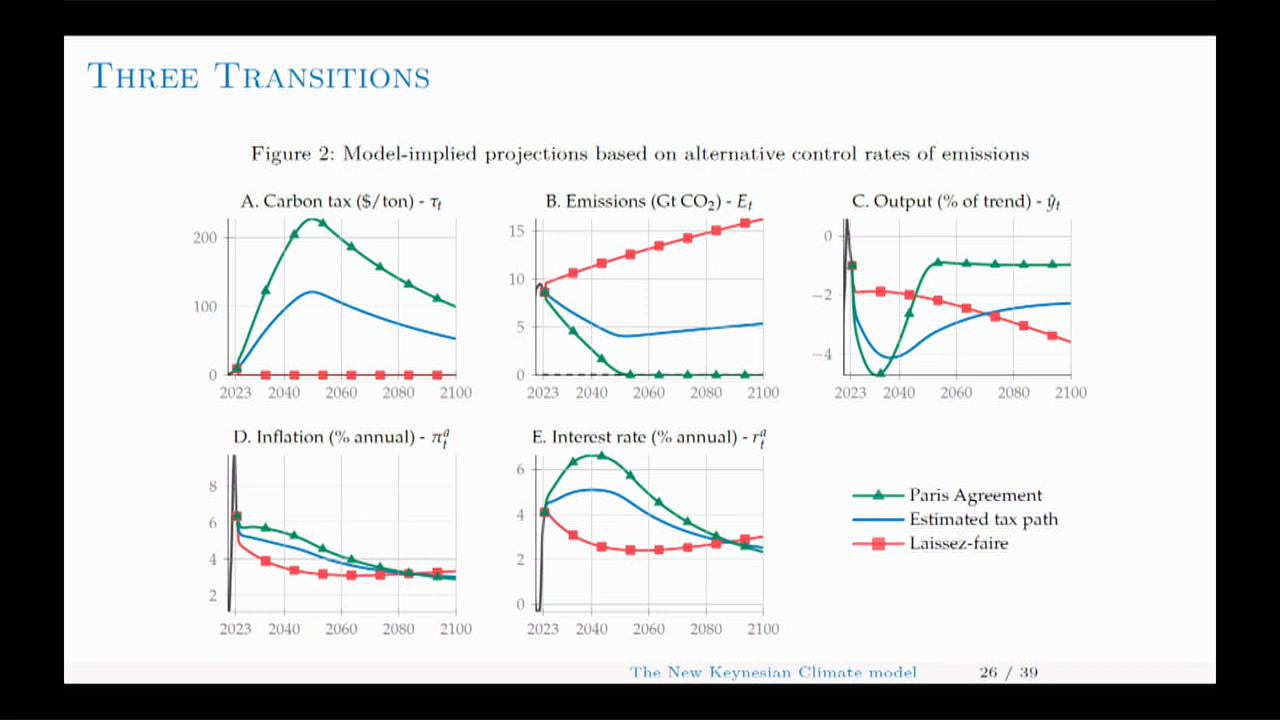 THREE TRANSITIONS
Figure 2: Model-implied projections based on alternative control rates of emissions
A. Carbon tax ($/ton) - τt
B. Emissions (Gt CO₂) - Et
C. Output (% of trend) - ŷt
200
100
0
2023 2040 2060 2080 2100
15
10
5
0
2023 2040 2060 2080 2100
0
−2
−4
2023 2040 2060 2080 2100
D. Inflation (% annual) - πᵃt
E. Interest rate (% annual) - rᵃt
8
6
4
2
2023 2040 2060 2080 2100
6
4
2
0
2023 2040 2060 2080 2100
Paris Agreement
Estimated tax path
Laissez-faire
The New Keynesian Climate model 26 / 39